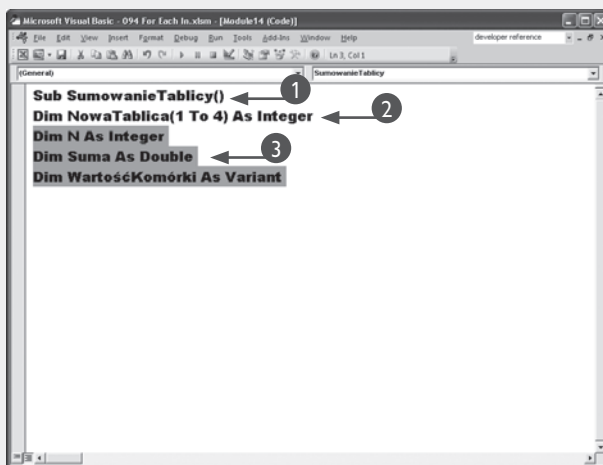 Microsoft Visual Basic - 094 For Each In.xlsm - [Module14 (Code)]
File Edit View Insert Format Debug Run Tools Add-Ins Window Help developer reference
Ln 3, Col 1
(General) SumowanieTablicy
Sub SumowanieTablicy() 1
Dim NowaTablica(1 To 4) As Integer 2
Dim N As Integer
Dim Suma As Double 3
Dim WartośćKomórki As Variant